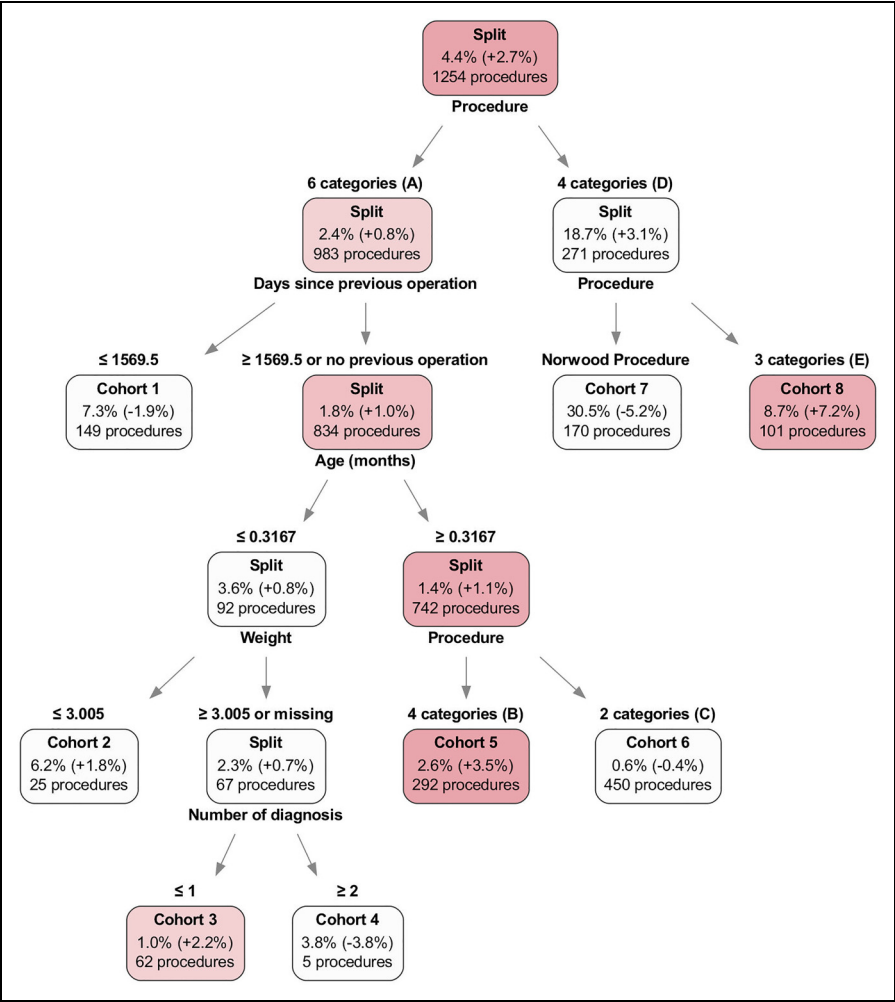 Split
4.4% (+2.7%)
1254 procedures
Procedure
6 categories (A)
4 categories (D)
Split
2.4% (+0.8%)
983 procedures
Split
18.7% (+3.1%)
271 procedures
Days since previous operation
Procedure
≤ 1569.5
≥ 1569.5 or no previous operation
Norwood Procedure
3 categories (E)
Cohort 1
7.3% (-1.9%)
149 procedures
Split
1.8% (+1.0%)
834 procedures
Cohort 7
30.5% (-5.2%)
170 procedures
Cohort 8
8.7% (+7.2%)
101 procedures
Age (months)
≤ 0.3167
≥ 0.3167
Split
3.6% (+0.8%)
92 procedures
Split
1.4% (+1.1%)
742 procedures
Weight
Procedure
≤ 3.005
≥ 3.005 or missing
4 categories (B)
2 categories (C)
Cohort 2
6.2% (+1.8%)
25 procedures
Split
2.3% (+0.7%)
67 procedures
Cohort 5
2.6% (+3.5%)
292 procedures
Cohort 6
0.6% (-0.4%)
450 procedures
Number of diagnosis
≤ 1
≥ 2
Cohort 3
1.0% (+2.2%)
62 procedures
Cohort 4
3.8% (-3.8%)
5 procedures